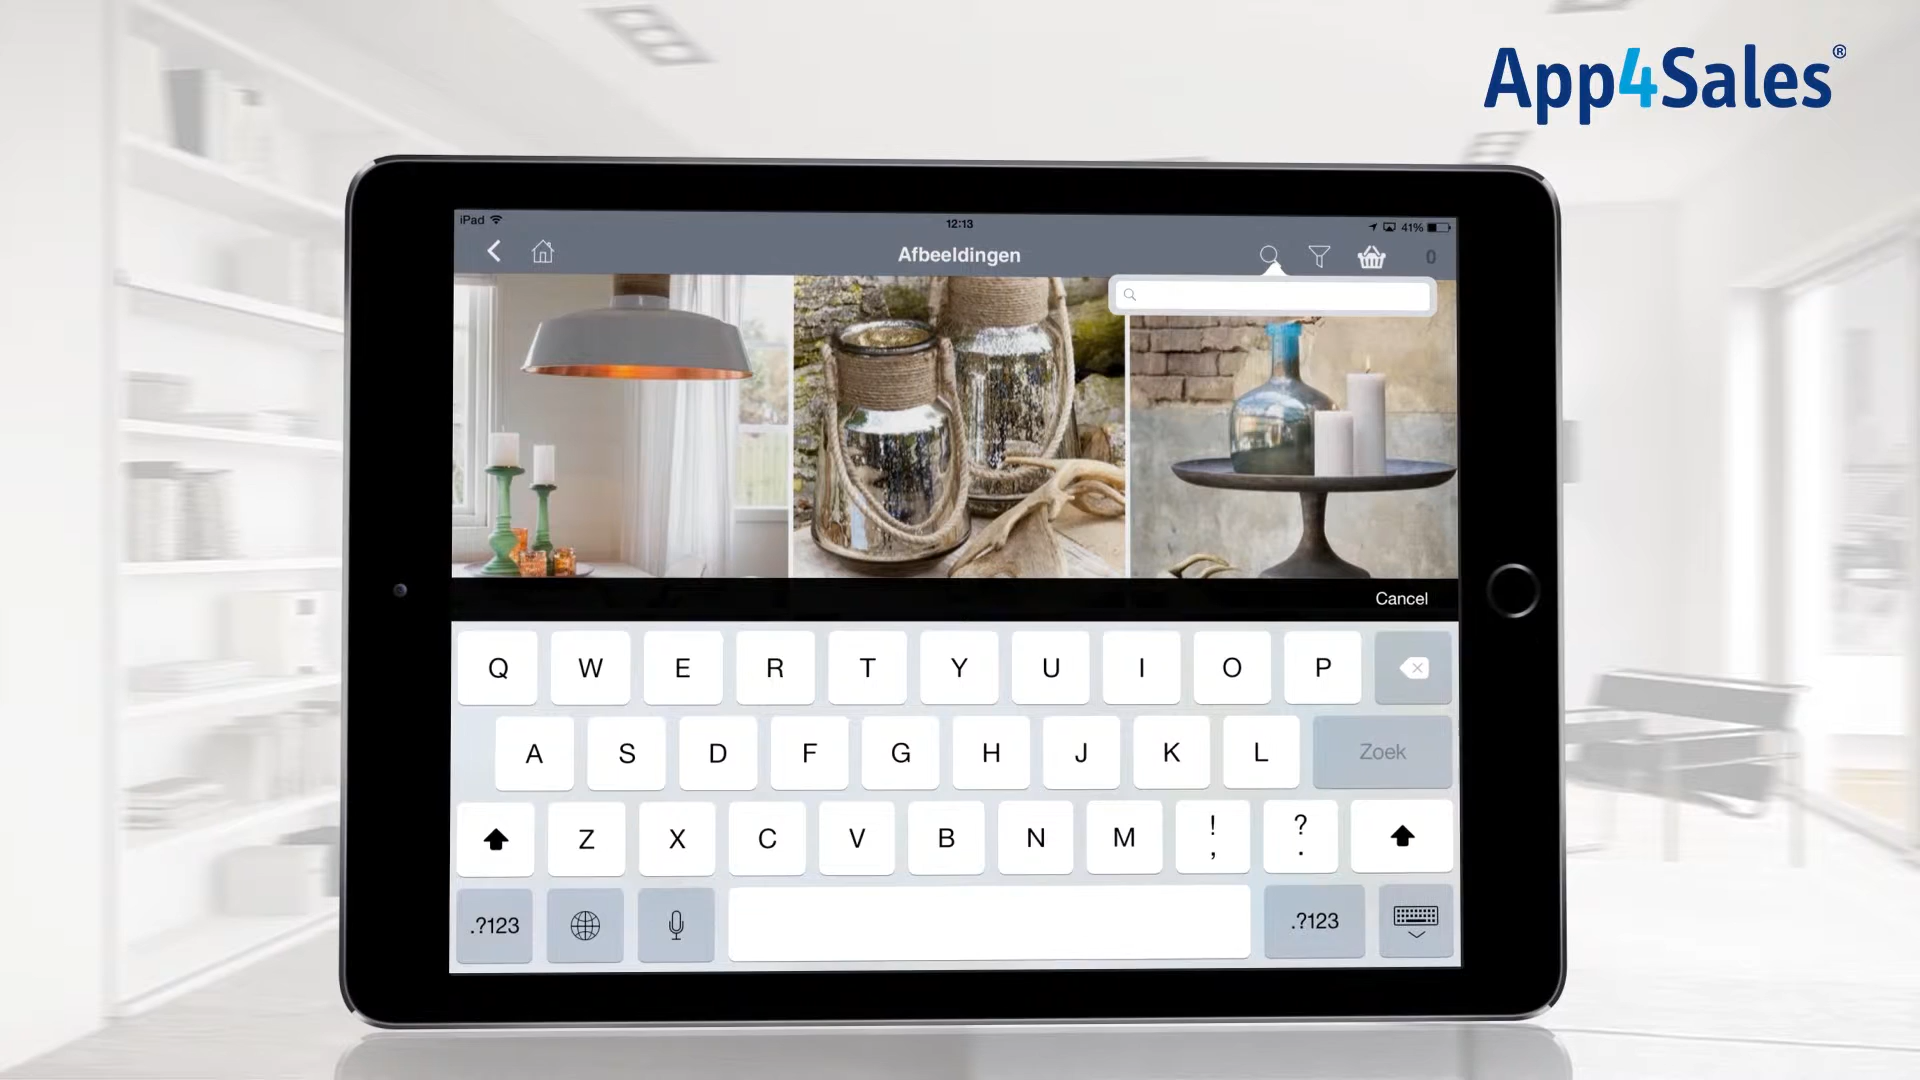 App4Sales®
iPad 12:13 41%
Afbeeldingen 0
Cancel
Q W E R T Y U I O P
A S D F G H J K L Zoek
Z X C V B N M ! , ? .
.?123 .?123